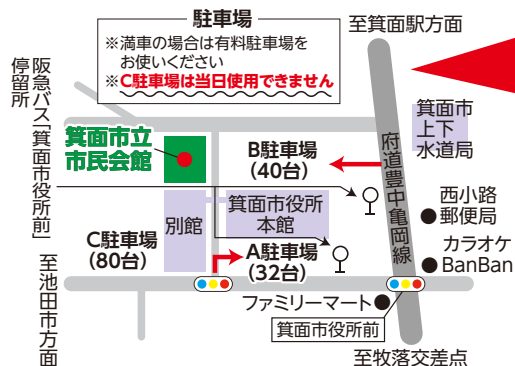 駐車場
※満車の場合は有料駐車場を
お使いください
※C駐車場は当日使用できません
至箕面駅方面
阪急バス「箕面市役所前」
停留所
箕面市立
市民会館
B駐車場
(40台)
箕面市
上下
水道局
府道豊中亀岡線
西小路
郵便局
別館
箕面市役所
本館
C駐車場
(80台)
A駐車場
(32台)
カラオケ
BanBan
至池田市方面
ファミリーマート
箕面市役所前
至牧落交差点